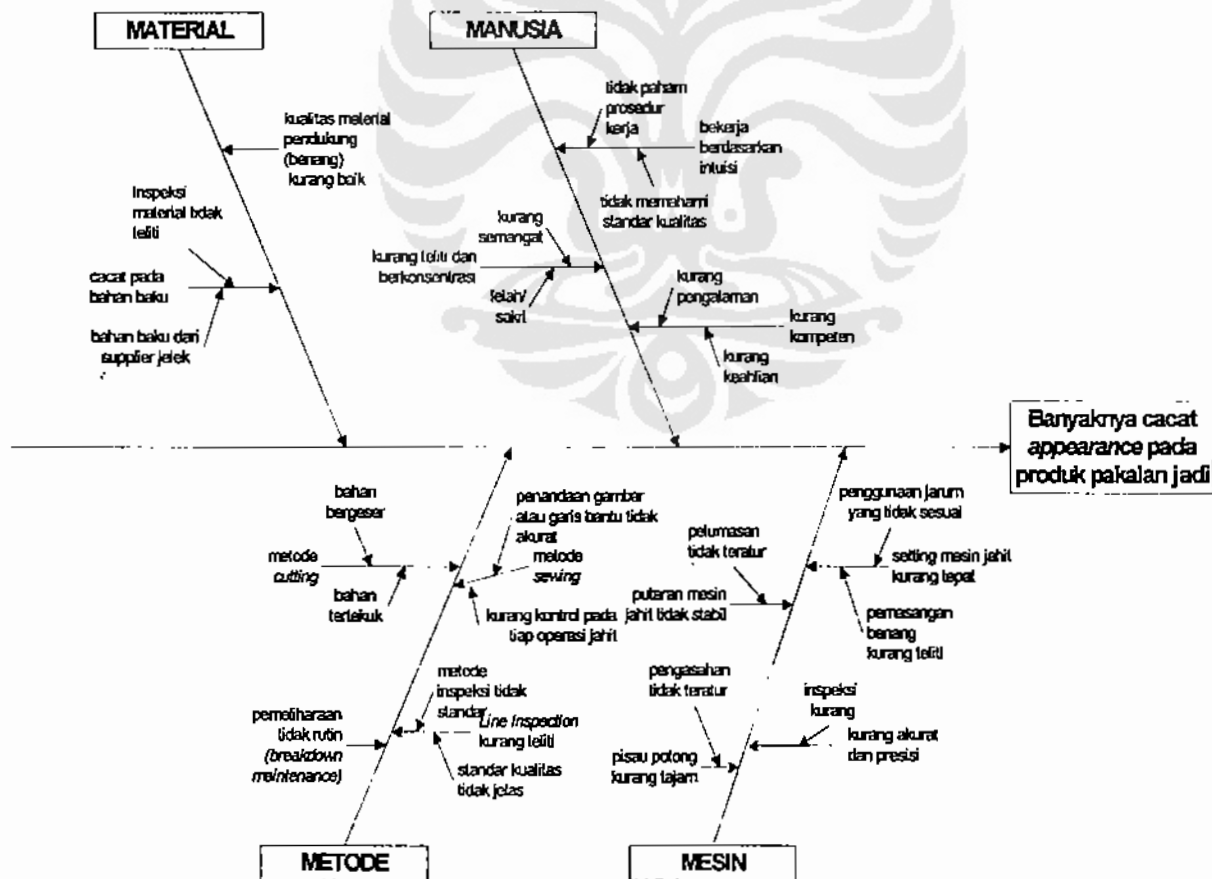 MATERIAL
MANUSIA
kualitas material
pendukung
(benang)
kurang baik
Inspeksi
material tidak
teliti
cacat pada
bahan baku
bahan baku dari
supplier jelek
tidak paham
prosedur
kerja
bekerja
berdasarkan
intuisi
tidak memahami
standar kualitas
kurang
semangat
kurang teliti dan
berkonsentrasi
lelah/
sakit
kurang
pengalaman
kurang
kompeten
kurang
keahlian
Banyaknya cacat
appearance pada
produk pakaian jadi
bahan
bergeser
metode
cutting
bahan
tertekuk
penandaan gambar
atau garis bantu tidak
akurat
metode
sewing
kurang kontrol pada
tiap operasi jahit
metode
inspeksi tidak
standar
Line Inspection
kurang teliti
standar kualitas
tidak jelas
pemeliharaan
tidak rutin
(breakdown
maintenance)
penggunaan jarum
yang tidak sesuai
pelumasan
tidak teratur
setting mesin jahit
kurang tepat
putaran mesin
jahit tidak stabil
pemasangan
benang
kurang teliti
pengasahan
tidak teratur
inspeksi
kurang
kurang akurat
dan presisi
pisau potong
kurang tajam
METODE
MESIN